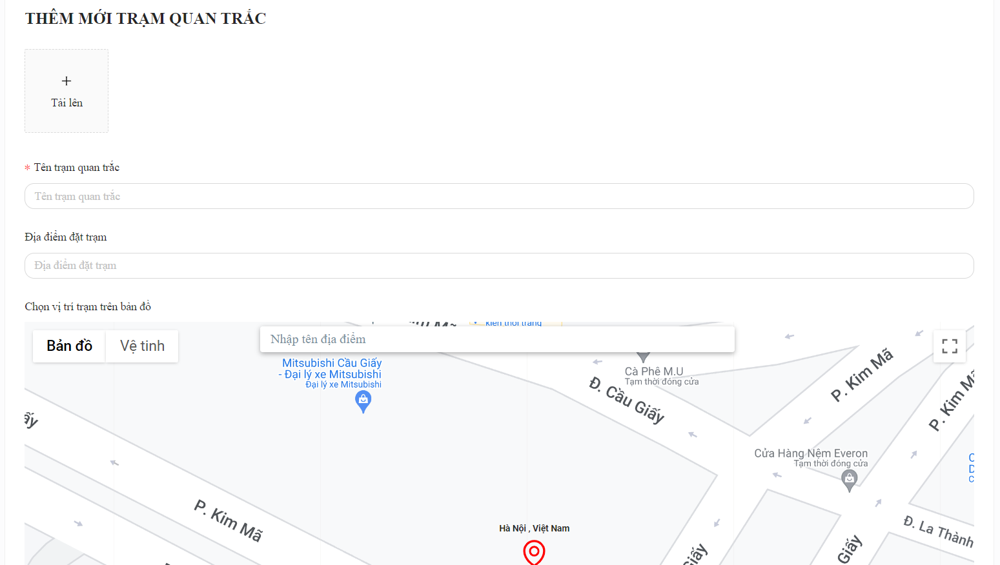 THÊM MỚI TRẠM QUAN TRẮC
Tải lên
* Tên trạm quan trắc
Tên trạm quan trắc
Địa điểm đặt trạm
Địa điểm đặt trạm
Chọn vị trí trạm trên bản đồ
Bản đồ
Vệ tinh
Nhập tên địa điểm
Mitsubishi Cầu Giấy
- Đại lý xe Mitsubishi
Đại lý xe Mitsubishi
Cà Phê M.U
Tạm thời đóng cửa
Đ. Cầu Giấy
P. Kim Mã
P. Kim Mã
Cửa Hàng Nệm Everon
Tạm thời đóng cửa
P. Kim Mã
Hà Nội , Việt Nam
Đ. La Thành
Giấy
Giấy